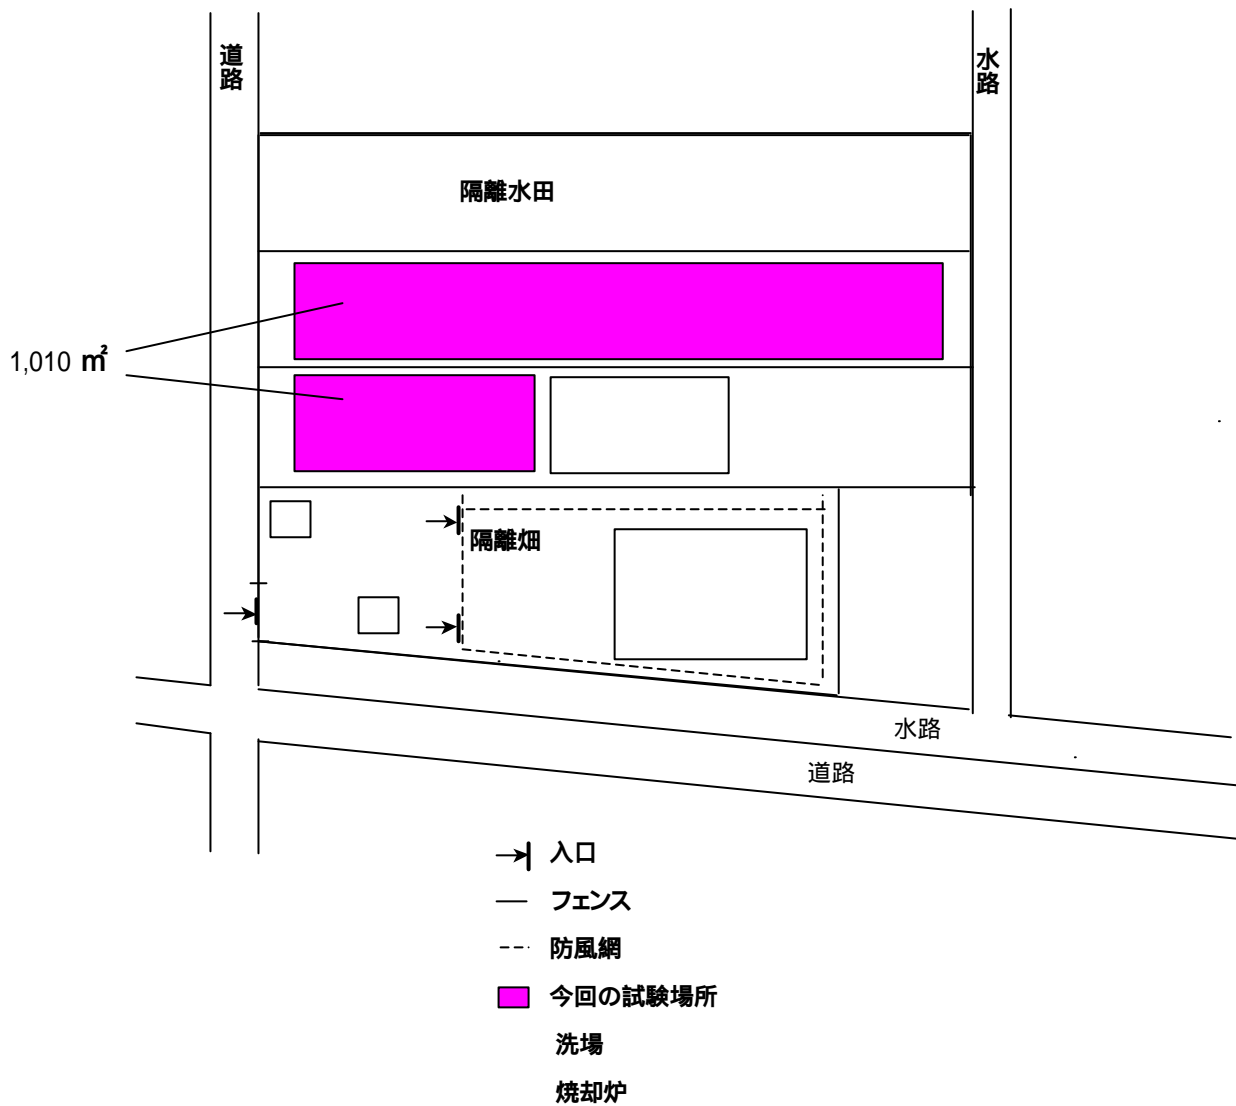 道路
水路
隔離水田
1,010 ㎡
隔離畑
水路
道路
入口
フェンス
防風網
今回の試験場所
洗場
焼却炉